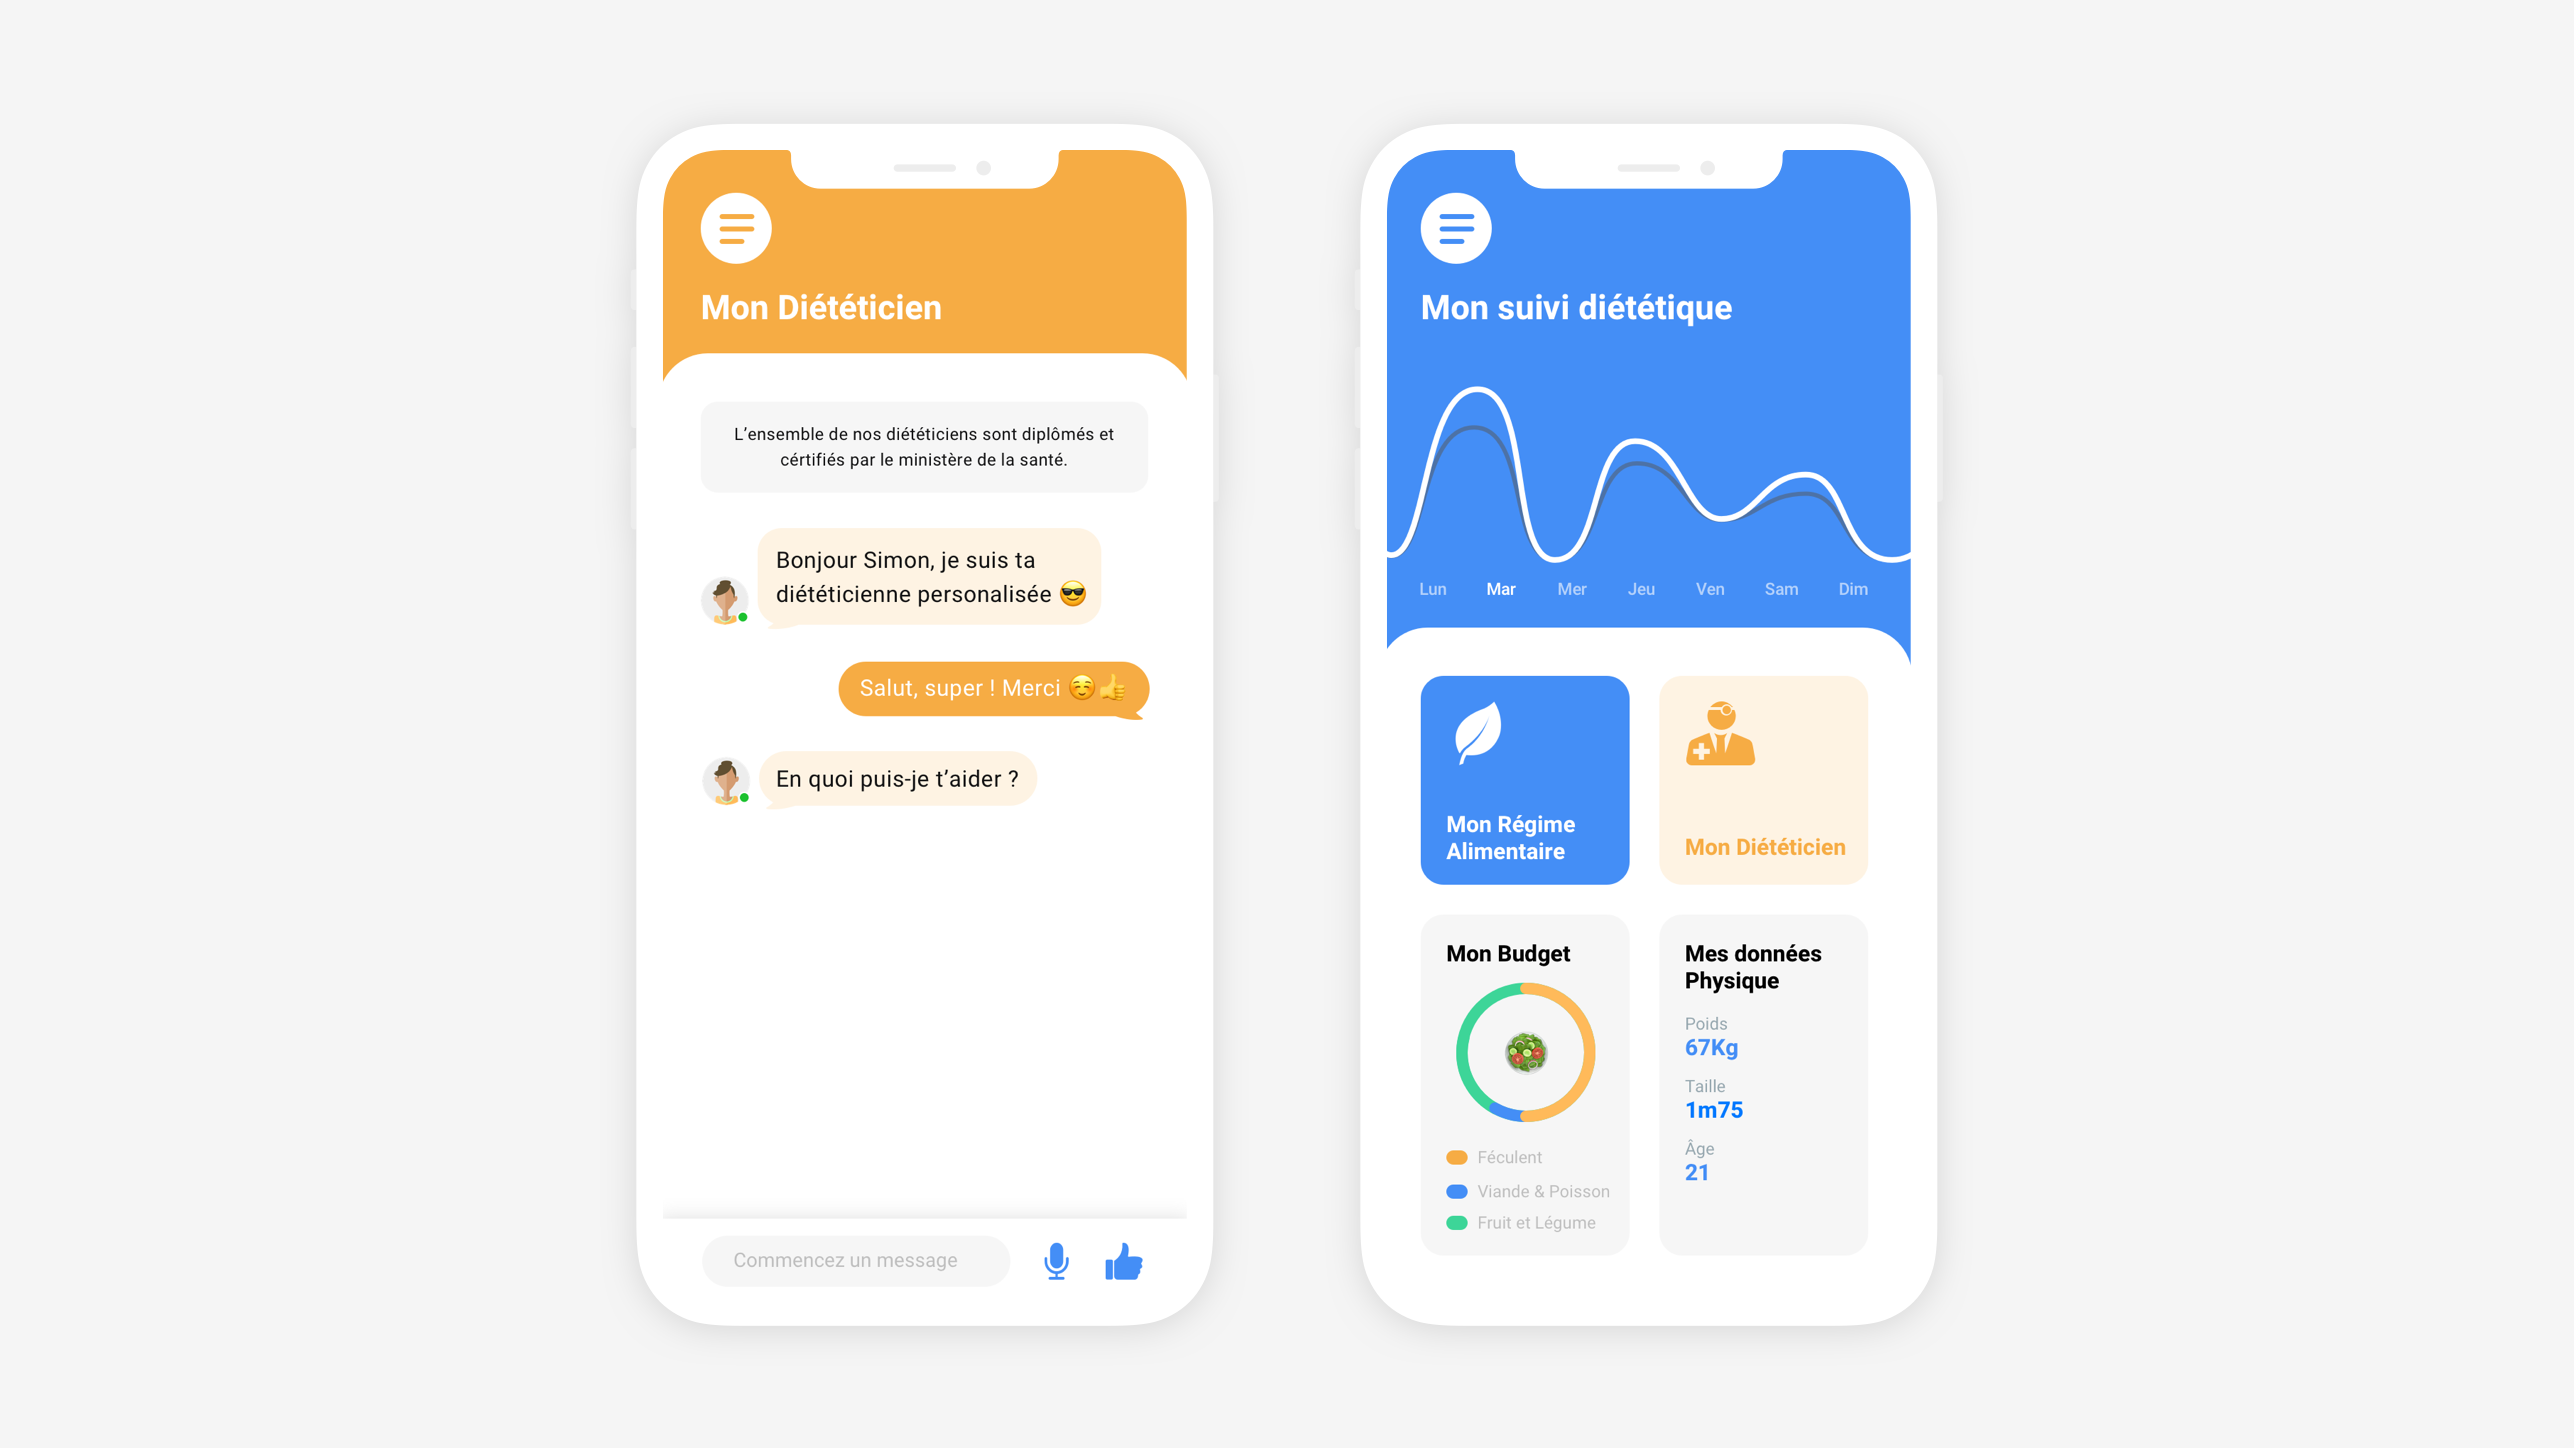 Mon Diététicien
L’ensemble de nos diététiciens sont diplômés et
cértifiés par le ministère de la santé.
Bonjour Simon, je suis ta
diététicienne personalisée 😎
Salut, super ! Merci ☺️👍
En quoi puis-je t’aider ?
Commencez un message
Mon suivi diététique
Lun Mar Mer Jeu Ven Sam Dim
Mon Régime
Alimentaire
Mon Diététicien
Mon Budget
Féculent
Viande & Poisson
Fruit et Légume
Mes données
Physique
Poids
67Kg
Taille
1m75
Âge
21